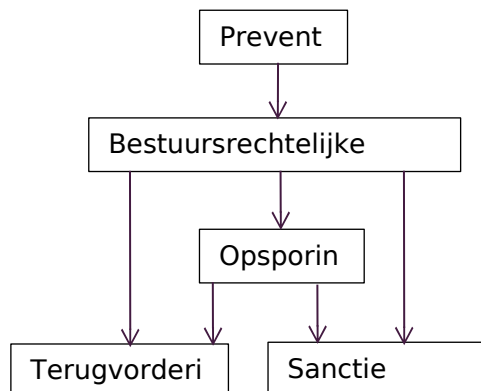 Prevent
Bestuursrechtelijke
Opsporin
Terugvorderi
Sanctie